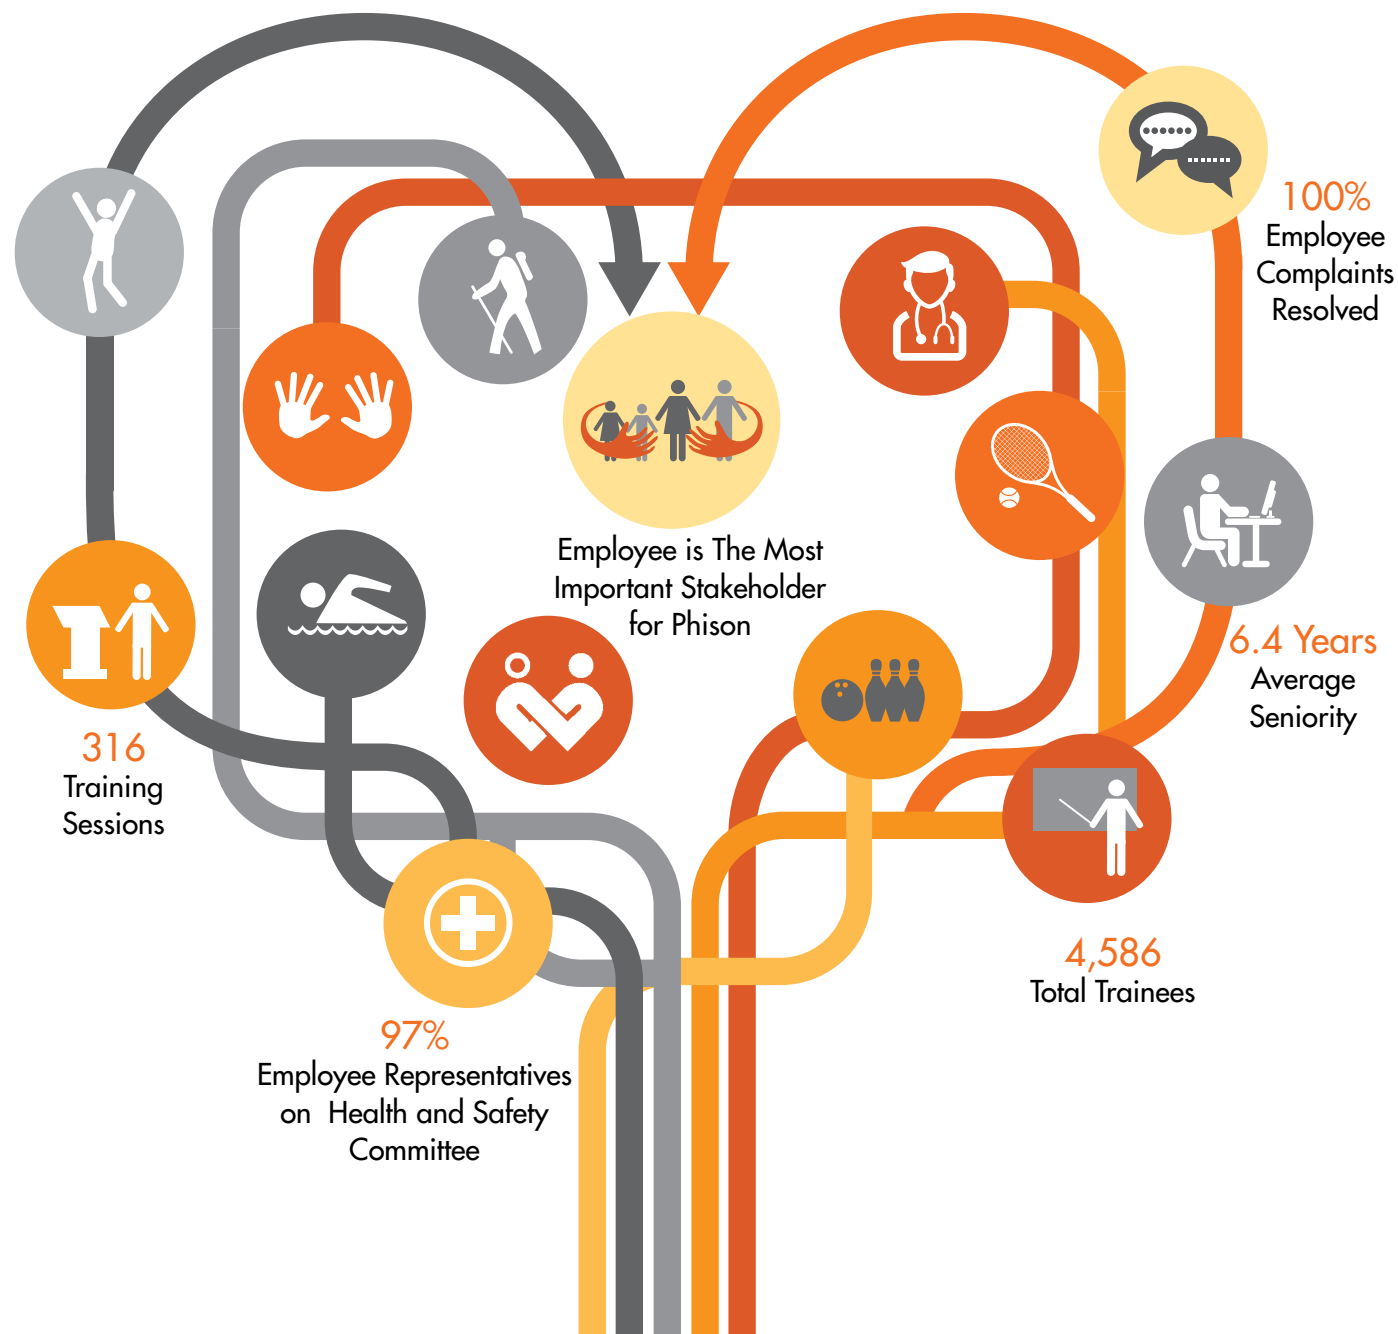 100%
Employee
Complaints
Resolved
Employee is The Most
Important Stakeholder
for Phison
6.4 Years
Average
Seniority
316
Training
Sessions
4,586
Total Trainees
97%
Employee Representatives
on Health and Safety
Committee